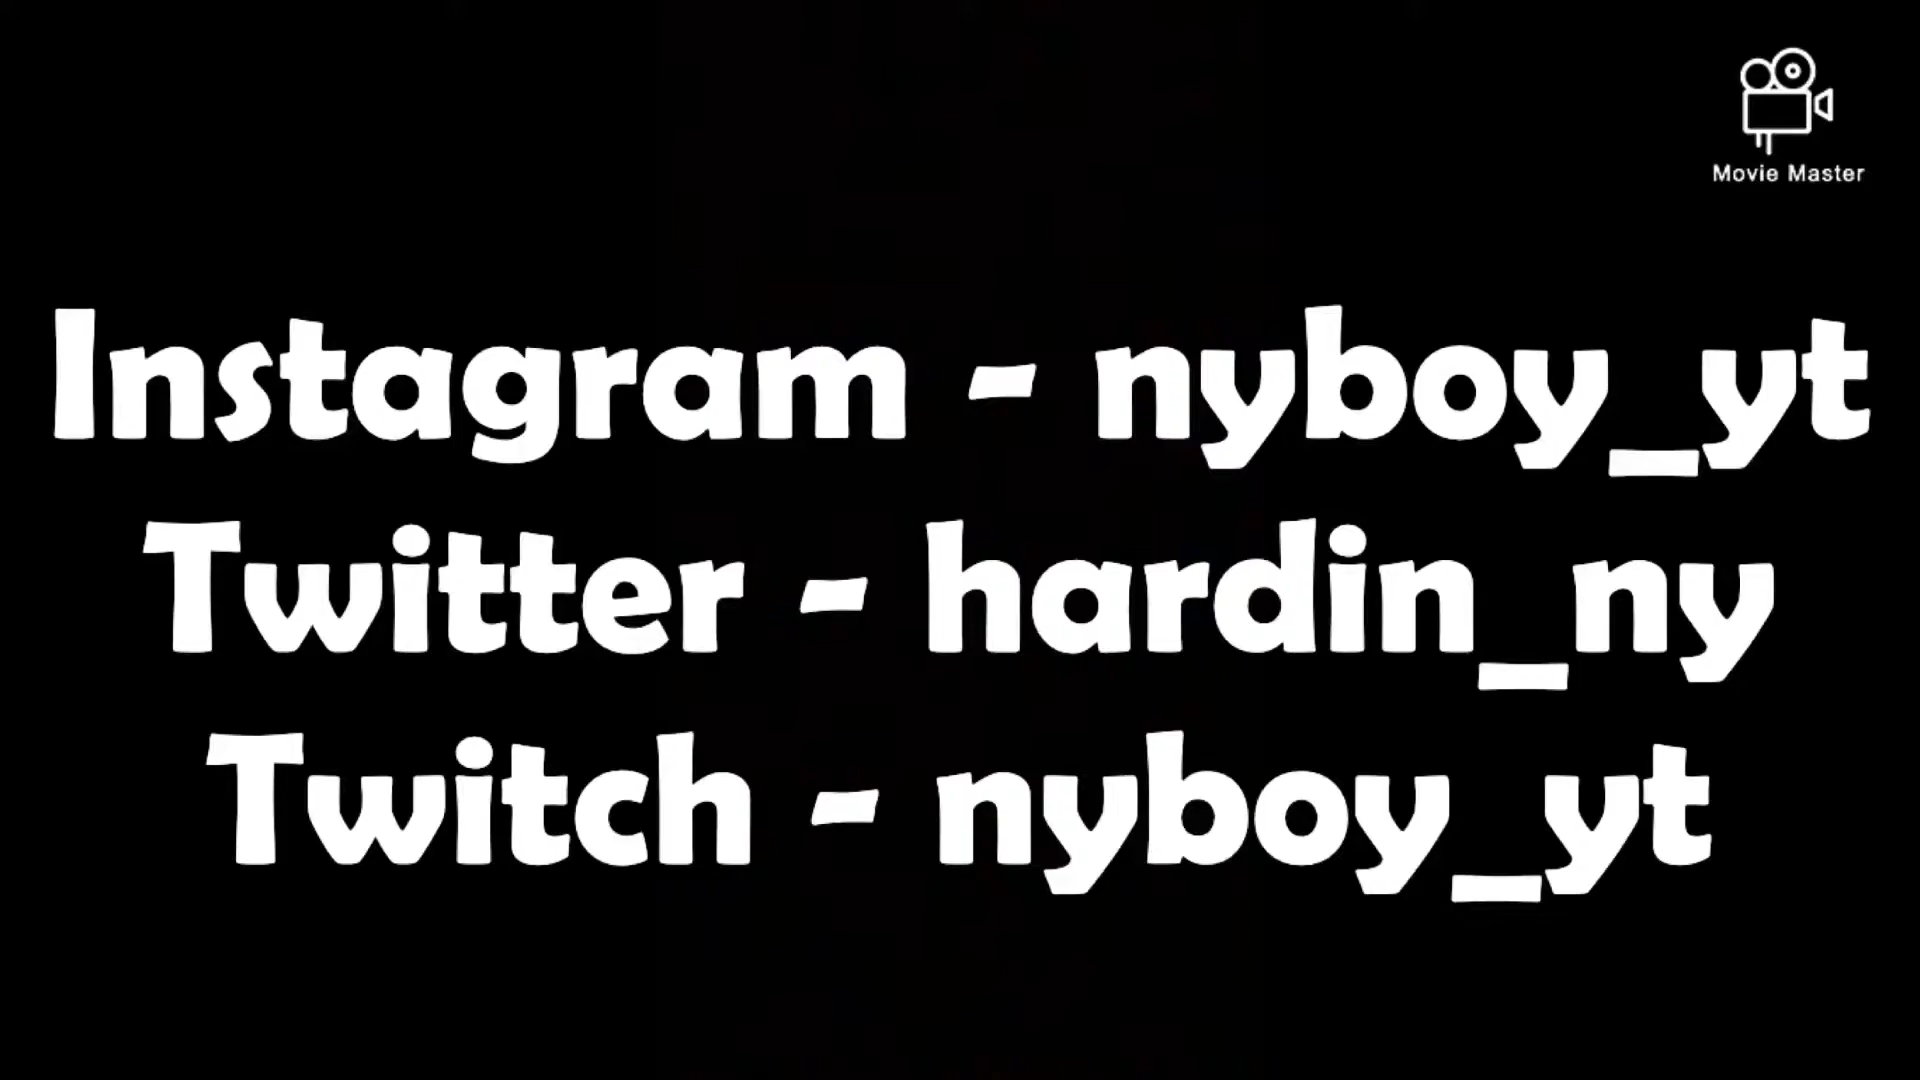 Movie Master
Instagram - nyboy_yt
Twitter - hardin_ny
Twitch - nyboy_yt